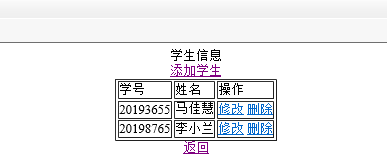 学生信息
添加学生
学号 姓名 操作
20193655 马佳慧 修改 删除
20198765 李小兰 修改 删除
返回